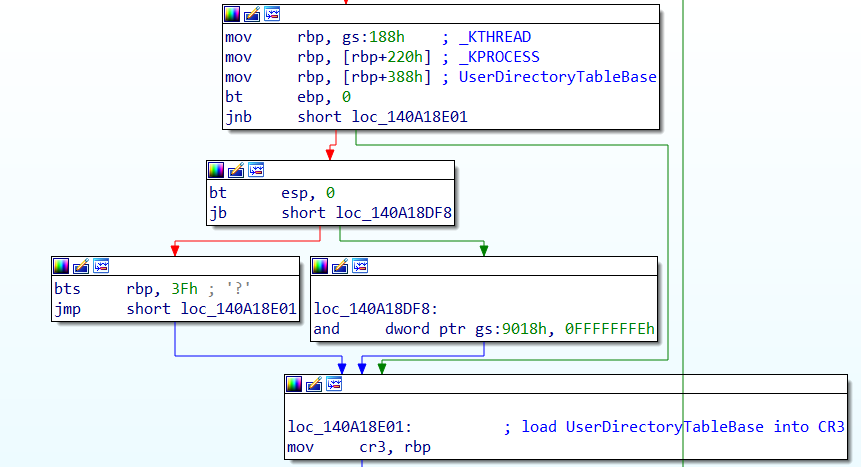 mov rbp, gs:188h ; _KTHREAD
mov rbp, [rbp+220h] ; _KPROCESS
mov rbp, [rbp+388h] ; UserDirectoryTableBase
bt ebp, 0
jnb short loc_140A18E01
bt esp, 0
jb short loc_140A18DF8
bts rbp, 3Fh ; '?'
jmp short loc_140A18E01
loc_140A18DF8:
and dword ptr gs:9018h, 0FFFFFFFEh
loc_140A18E01: ; load UserDirectoryTableBase into CR3
mov cr3, rbp